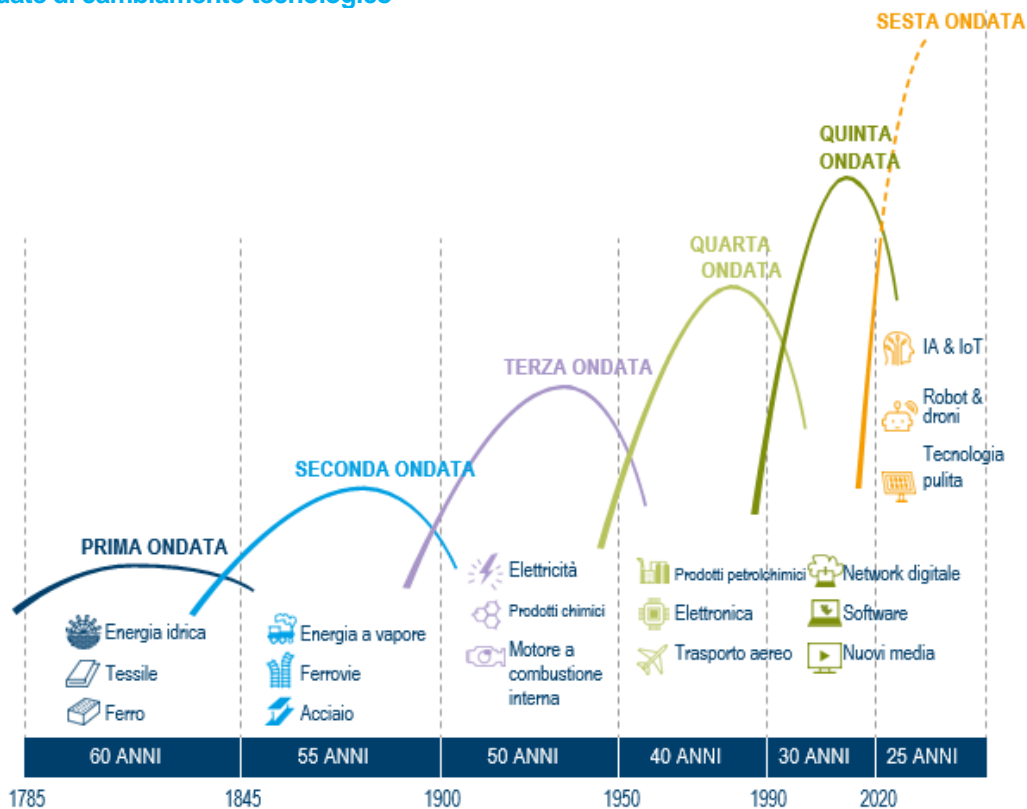 di cambiamento tecnologico
SESTA ONDATA
QUINTA
ONDATA
QUARTA
ONDATA
TERZA ONDATA
SECONDA ONDATA
PRIMA ONDATA
Energia idrica
Tessile
Ferro
Energia a vapore
Ferrovie
Acciaio
Elettricità
Prodotti chimici
Motore a
combustione
interna
Prodotti petrolchimici
Elettronica
Trasporto aereo
Network digitale
Software
Nuovi media
IA & IoT
Robot &
droni
Tecnologia
pulita
60 ANNI
55 ANNI
50 ANNI
40 ANNI
30 ANNI
25 ANNI
1785
1845
1900
1950
1990
2020